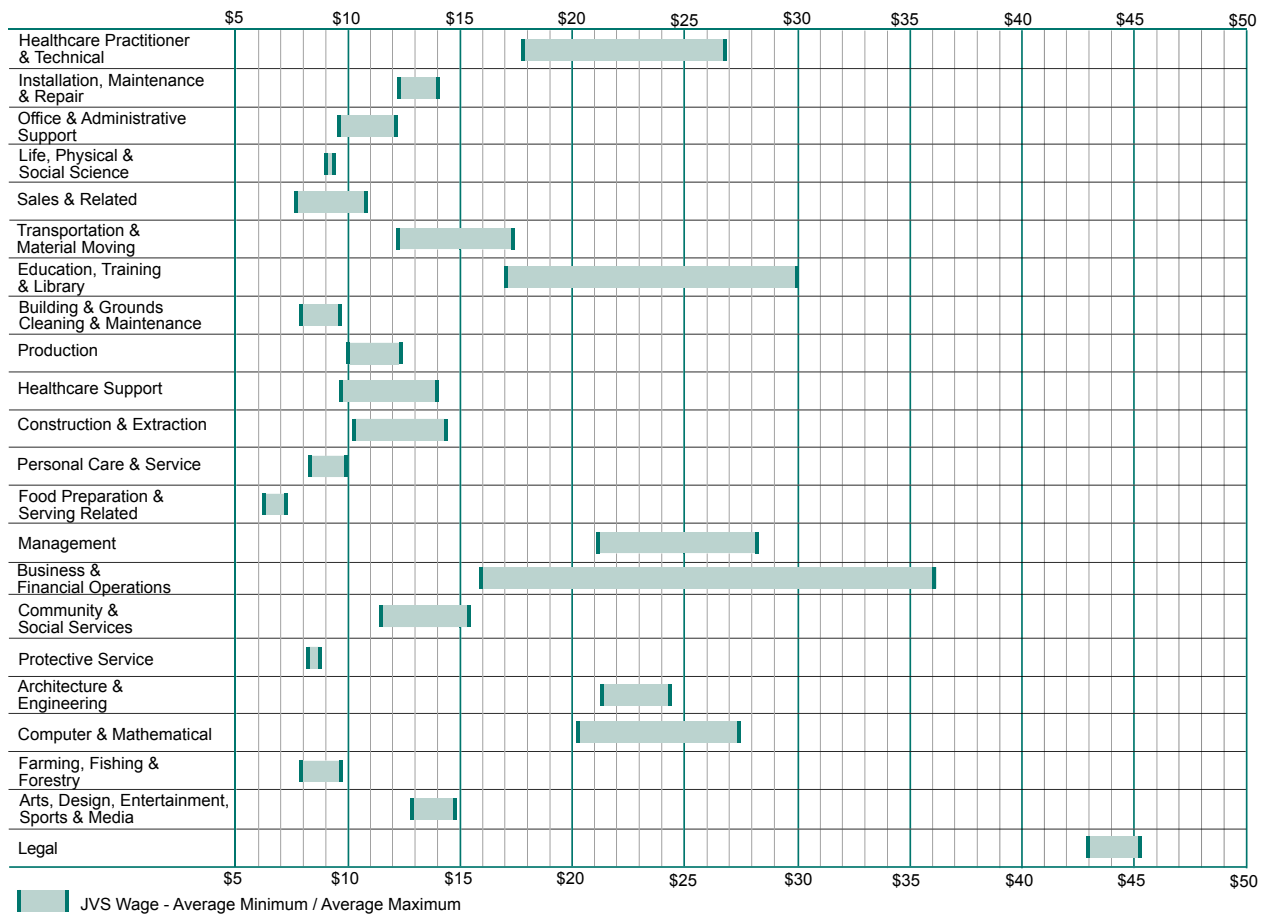 $5 $10 $15 $20 $25 $30 $35 $40 $45 $50
Healthcare Practitioner
& Technical
Installation, Maintenance
& Repair
Office & Administrative
Support
Life, Physical &
Social Science
Sales & Related
Transportation &
Material Moving
Education, Training
& Library
Building & Grounds
Cleaning & Maintenance
Production
Healthcare Support
Construction & Extraction
Personal Care & Service
Food Preparation &
Serving Related
Management
Business &
Financial Operations
Community &
Social Services
Protective Service
Architecture &
Engineering
Computer & Mathematical
Farming, Fishing &
Forestry
Arts, Design, Entertainment,
Sports & Media
Legal
$5 $10 $15 $20 $25 $30 $35 $40 $45 $50
JVS Wage - Average Minimum / Average Maximum